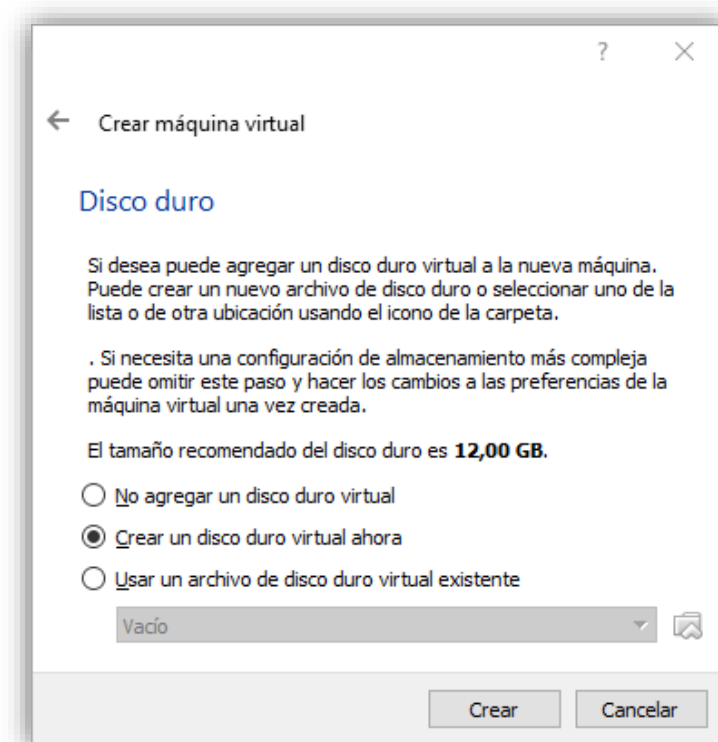 ?
Crear máquina virtual
Disco duro
Si desea puede agregar un disco duro virtual a la nueva máquina.
Puede crear un nuevo archivo de disco duro o seleccionar uno de la
lista o de otra ubicación usando el icono de la carpeta.
. Si necesita una configuración de almacenamiento más compleja
puede omitir este paso y hacer los cambios a las preferencias de la
máquina virtual una vez creada.
El tamaño recomendado del disco duro es 12,00 GB.
No agregar un disco duro virtual
Crear un disco duro virtual ahora
Usar un archivo de disco duro virtual existente
Vacío
Crear Cancelar